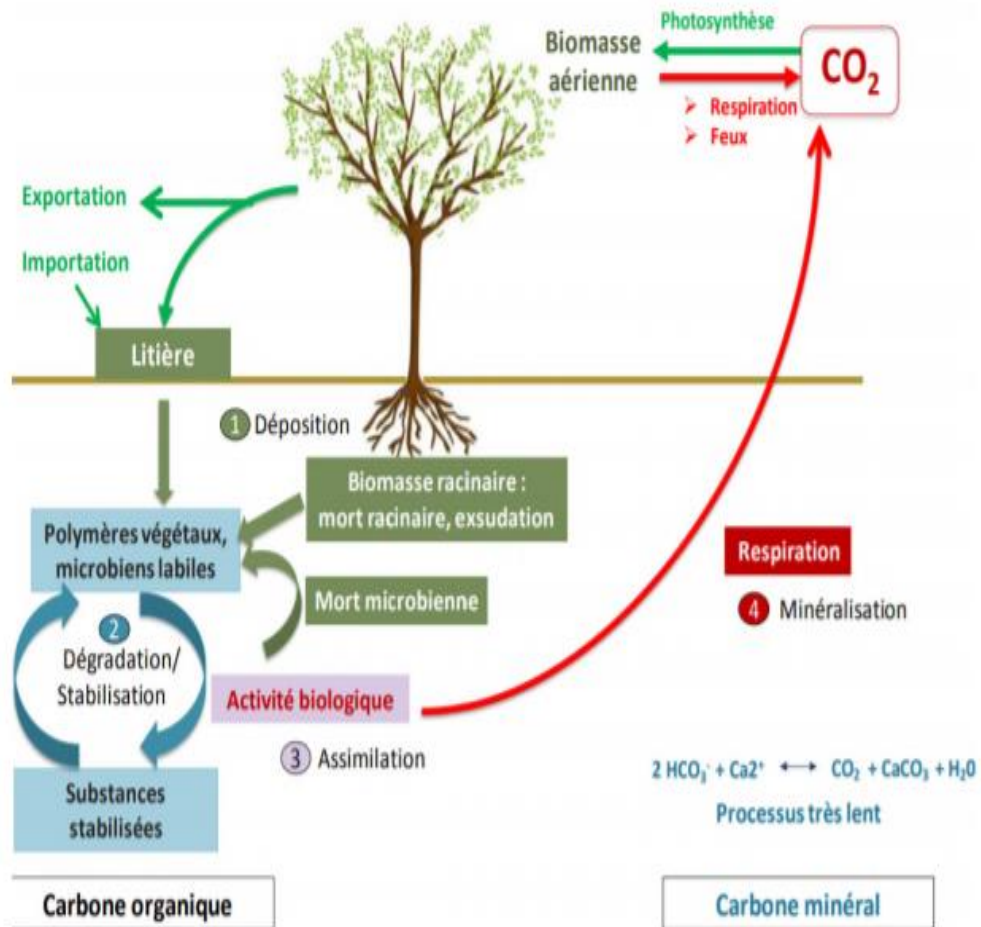 Photosynthèse
Biomasse
aérienne
CO₂
➢ Respiration
➢ Feux
Exportation
Importation
Litière
1 Déposition
Biomasse racinaire :
mort racinaire, exsudation
Polymères végétaux,
microbiens labiles
Mort microbienne
Respiration
4 Minéralisation
2
Dégradation/
Stabilisation
Activité biologique
3 Assimilation
Substances
stabilisées
2 HCO₃⁻ + Ca2⁺ ⟷ CO₂ + CaCO₃ + H₂0
Processus très lent
Carbone organique
Carbone minéral